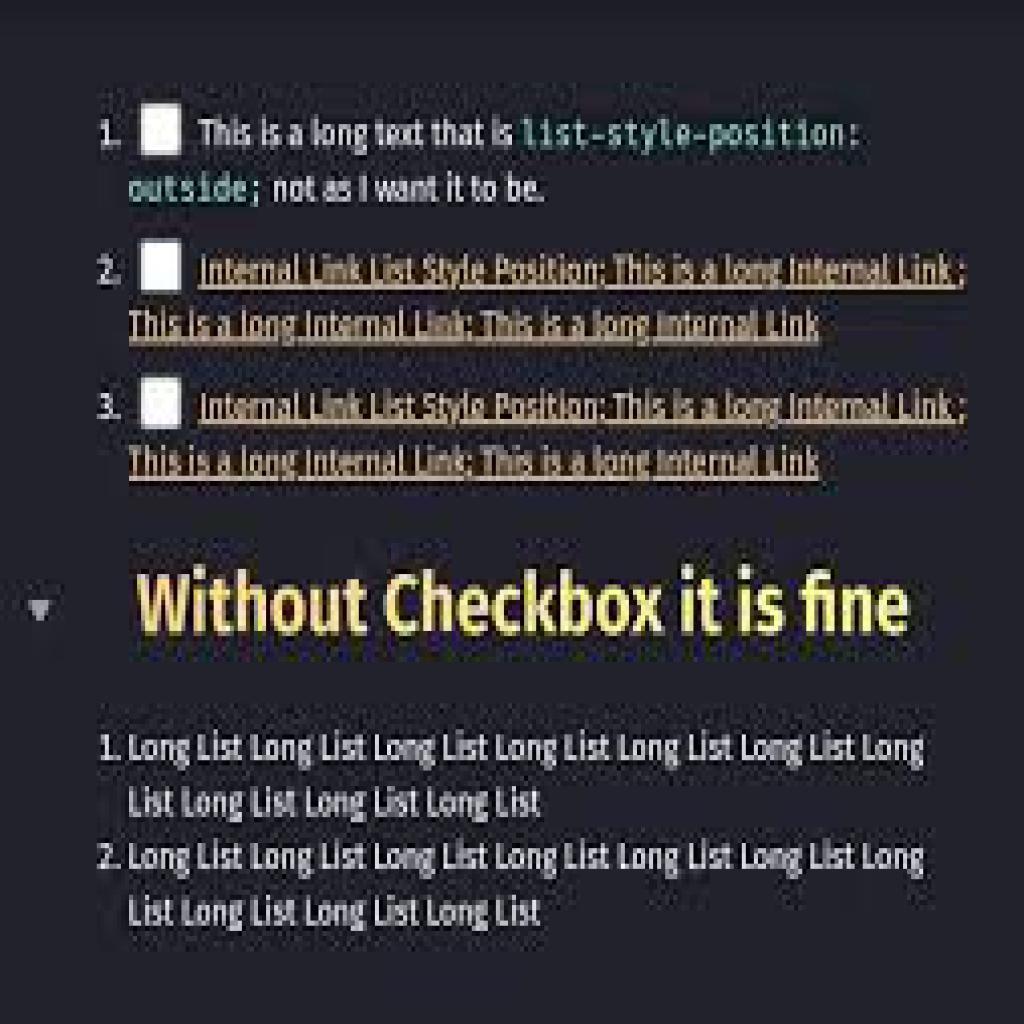 1. This is a long text that is list-style-position:
outside; not as I want it to be.
2. Internal Link List Style Position; This is a long Internal Link ;
This is a long Internal Link; This is a long Internal Link
3. Internal Link List Style Position; This is a long Internal Link ;
This is a long Internal Link; This is a long Internal Link
Without Checkbox it is fine
1. Long List Long List Long List Long List Long List Long List Long
List Long List Long List Long List
2. Long List Long List Long List Long List Long List Long List Long
List Long List Long List Long List